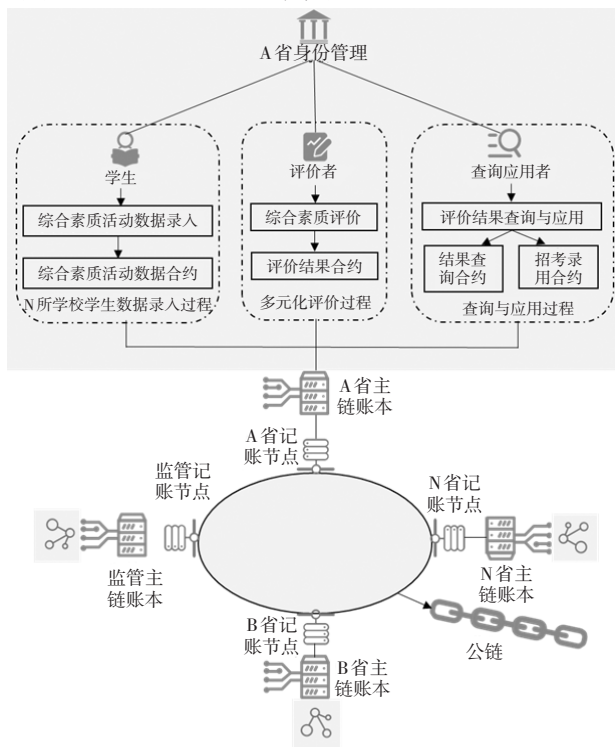 A省身份管理
学生
综合素质活动数据录入
综合素质活动数据合约
N所学校学生数据录入过程
评价者
综合素质评价
评价结果合约
多元化评价过程
查询应用者
评价结果查询与应用
结果查
询合约
招考录
用合约
查询与应用过程
A省主
链账本
A省记
账节点
监管记
账节点
N省记
账节点
监管主
链账本
N省主
链账本
B省记
账节点
公链
B省主
链账本